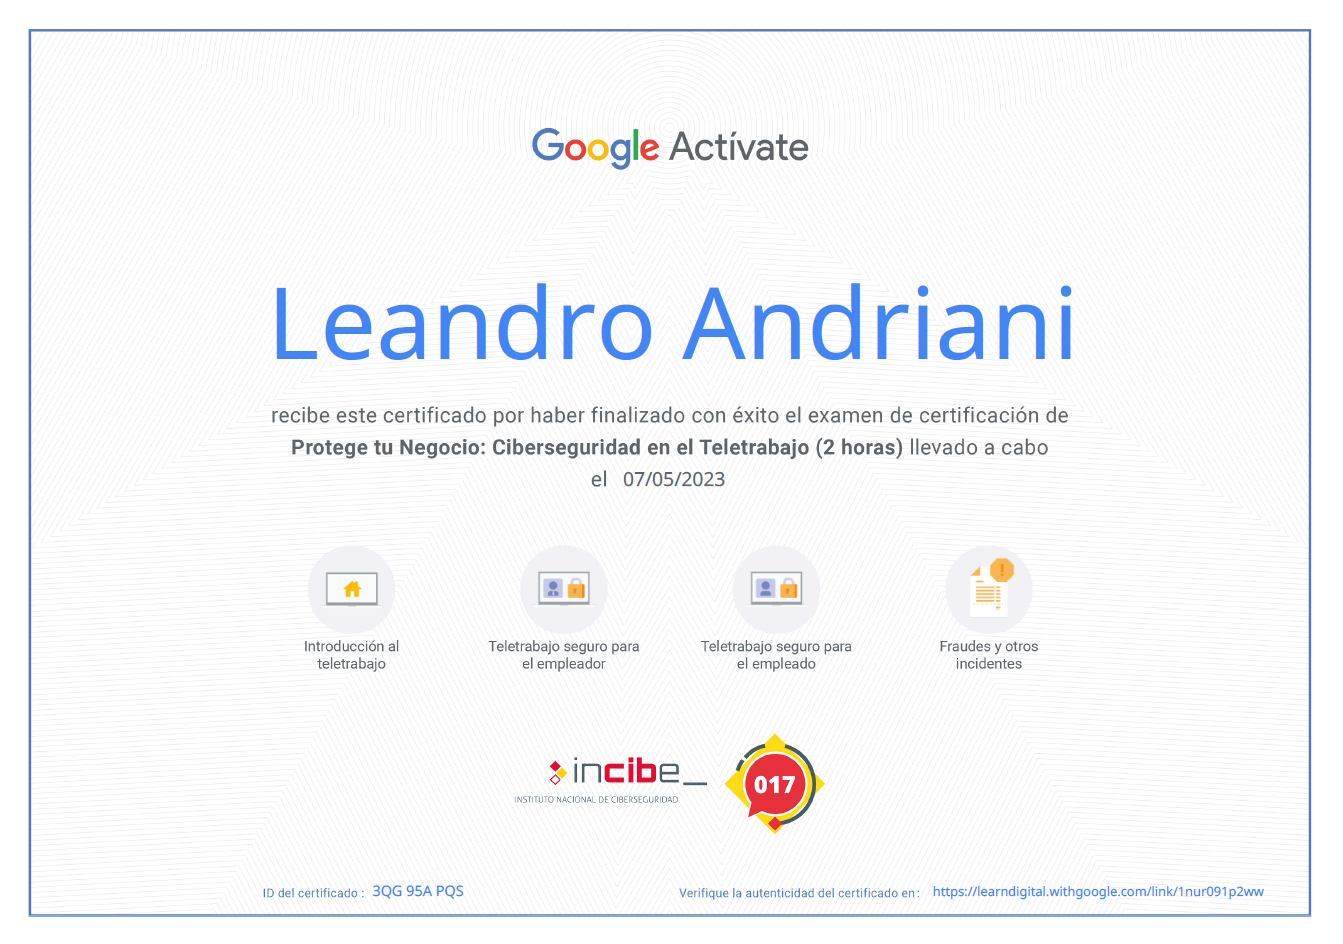 Google Actívate
Leandro Andriani
recibe este certificado por haber finalizado con éxito el examen de certificación de
Protege tu Negocio: Ciberseguridad en el Teletrabajo (2 horas) llevado a cabo
el 07/05/2023
Introducción al
teletrabajo
Teletrabajo seguro para
el empleador
Teletrabajo seguro para
el empleado
Fraudes y otros
incidentes
incibe_
INSTITUTO NACIONAL DE CIBERSEGURIDAD
017
ID del certificado : 3QG 95A PQS
Verifique la autenticidad del certificado en : https://learndigital.withgoogle.com/link/1nur091p2ww